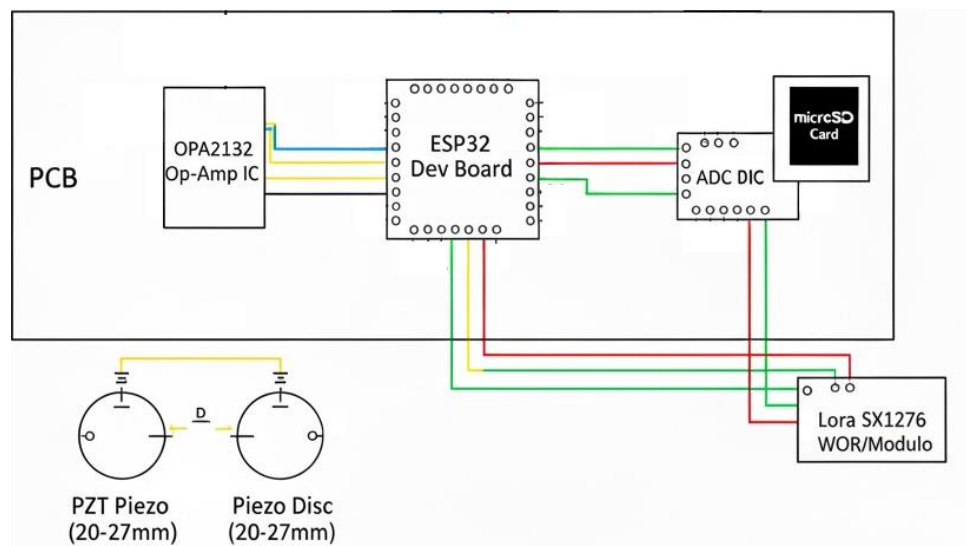 PCB
OPA2132
Op-Amp IC
ESP32
Dev Board
ADC DIC
micrcSD
Card
D
Lora SX1276
WOR/Modulo
PZT Piezo
(20-27mm)
Piezo Disc
(20-27mm)